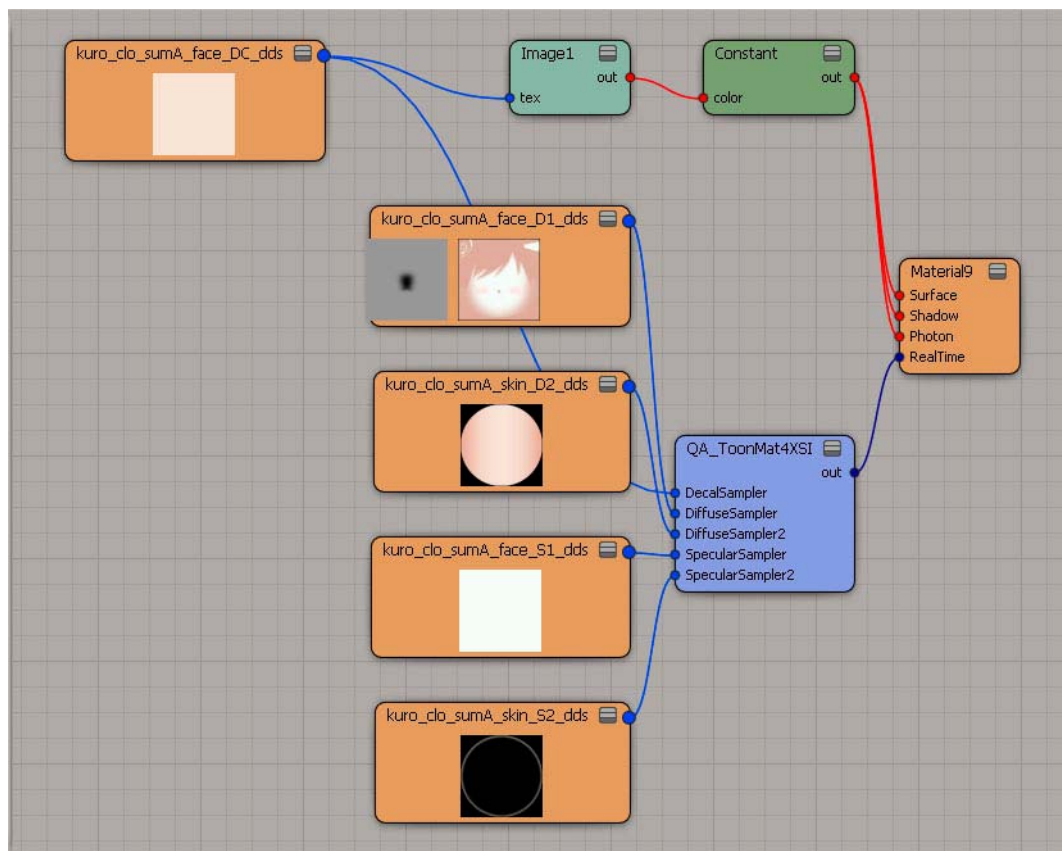 kuro_clo_sumA_face_DC_dds
Image1
out
tex
Constant
out
color
kuro_clo_sumA_face_D1_dds
Material9
Surface
Shadow
Photon
RealTime
kuro_clo_sumA_skin_D2_dds
QA_ToonMat4XSI
out
DecalSampler
DiffuseSampler
DiffuseSampler2
SpecularSampler
SpecularSampler2
kuro_clo_sumA_face_S1_dds
kuro_clo_sumA_skin_S2_dds